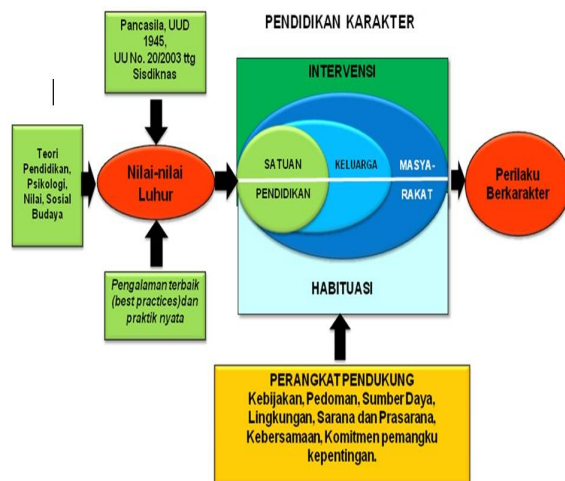 PENDIDIKAN KARAKTER
Pancasila, UUD
1945,
UU No. 20/2003 ttg
Sisdiknas
Teori
Pendidikan,
Psikologi,
Nilai, Sosial
Budaya
Nilai-nilai
Luhur
Pengalaman terbaik
(best practices)dan
praktik nyata
INTERVENSI
SATUAN
PENDIDIKAN
KELUARGA
MASYA-
RAKAT
HABITUASI
Perilaku
Berkarakter
PERANGKAT PENDUKUNG
Kebijakan, Pedoman, Sumber Daya,
Lingkungan, Sarana dan Prasarana,
Kebersamaan, Komitmen pemangku
kepentingan.